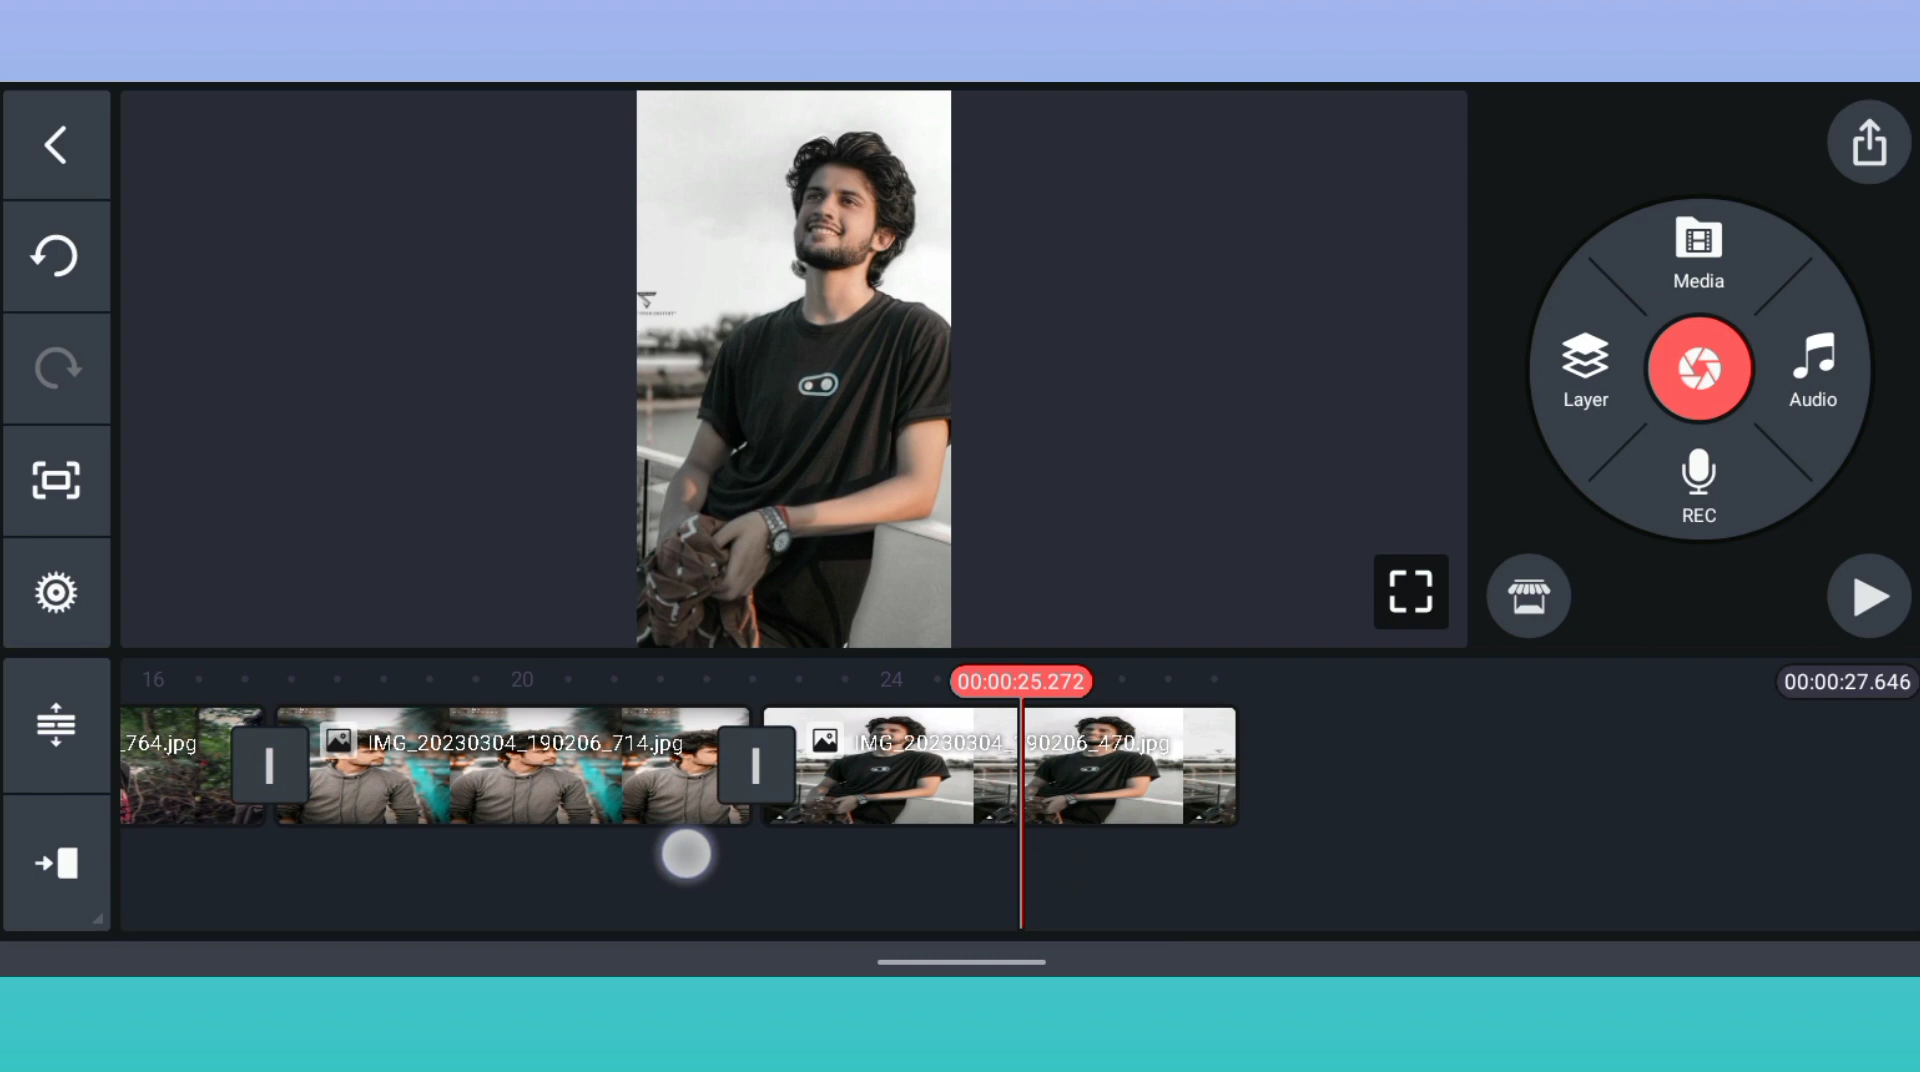 Media
Layer
Audio
REC
16
20
24
00:00:25.272
00:00:27.646
_764.jpg
IMG_20230304_190206_714.jpg
IMG_20230304_190206_470.jpg